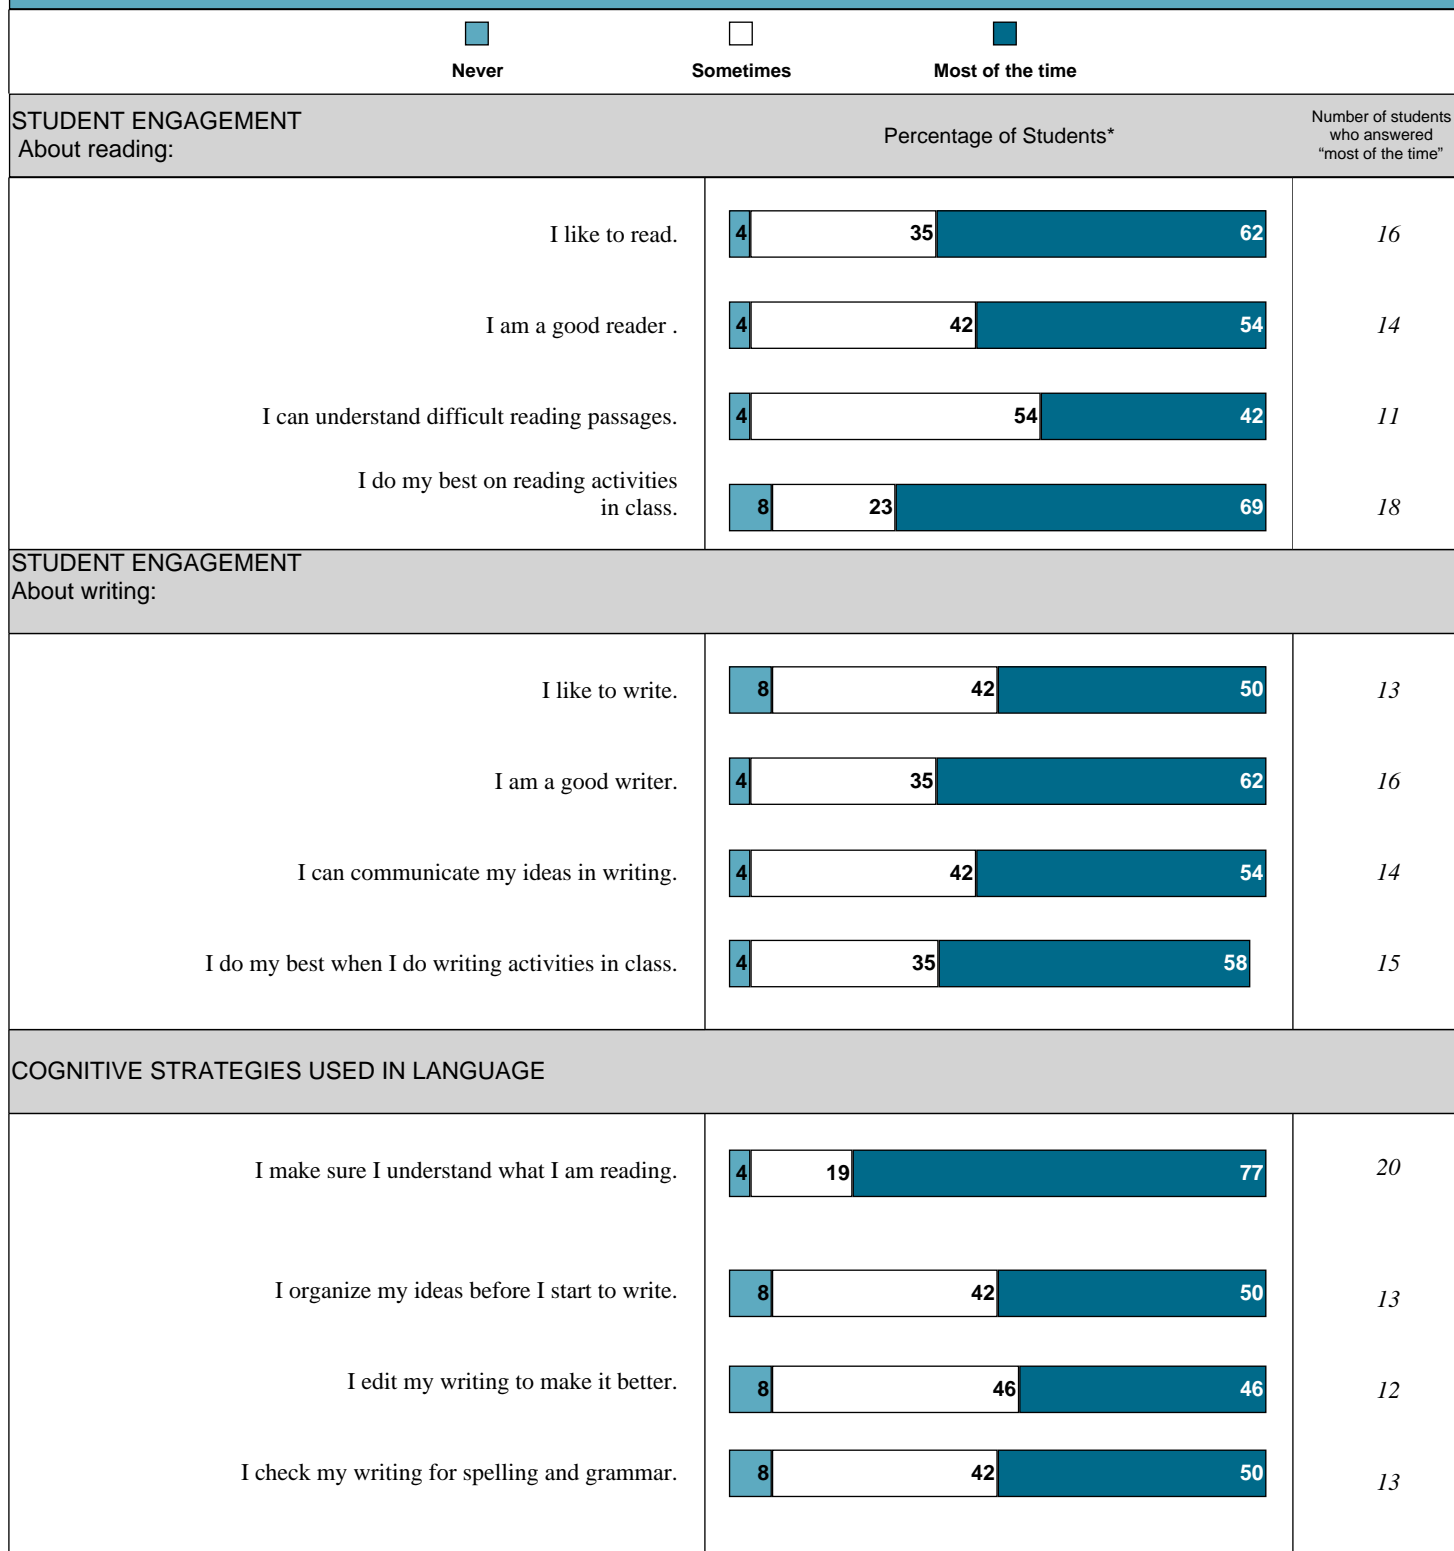 Never Sometimes Most of the time
STUDENT ENGAGEMENT
About reading:
Percentage of Students*
Number of students
who answered
“most of the time”
I like to read. 4 35 62 16
I am a good reader . 4 42 54 14
I can understand difficult reading passages. 4 54 42 11
I do my best on reading activities
in class. 8 23 69 18
STUDENT ENGAGEMENT
About writing:
I like to write. 8 42 50 13
I am a good writer. 4 35 62 16
I can communicate my ideas in writing. 4 42 54 14
I do my best when I do writing activities in class. 4 35 58 15
COGNITIVE STRATEGIES USED IN LANGUAGE
I make sure I understand what I am reading. 4 19 77 20
I organize my ideas before I start to write. 8 42 50 13
I edit my writing to make it better. 8 46 46 12
I check my writing for spelling and grammar. 8 42 50 13